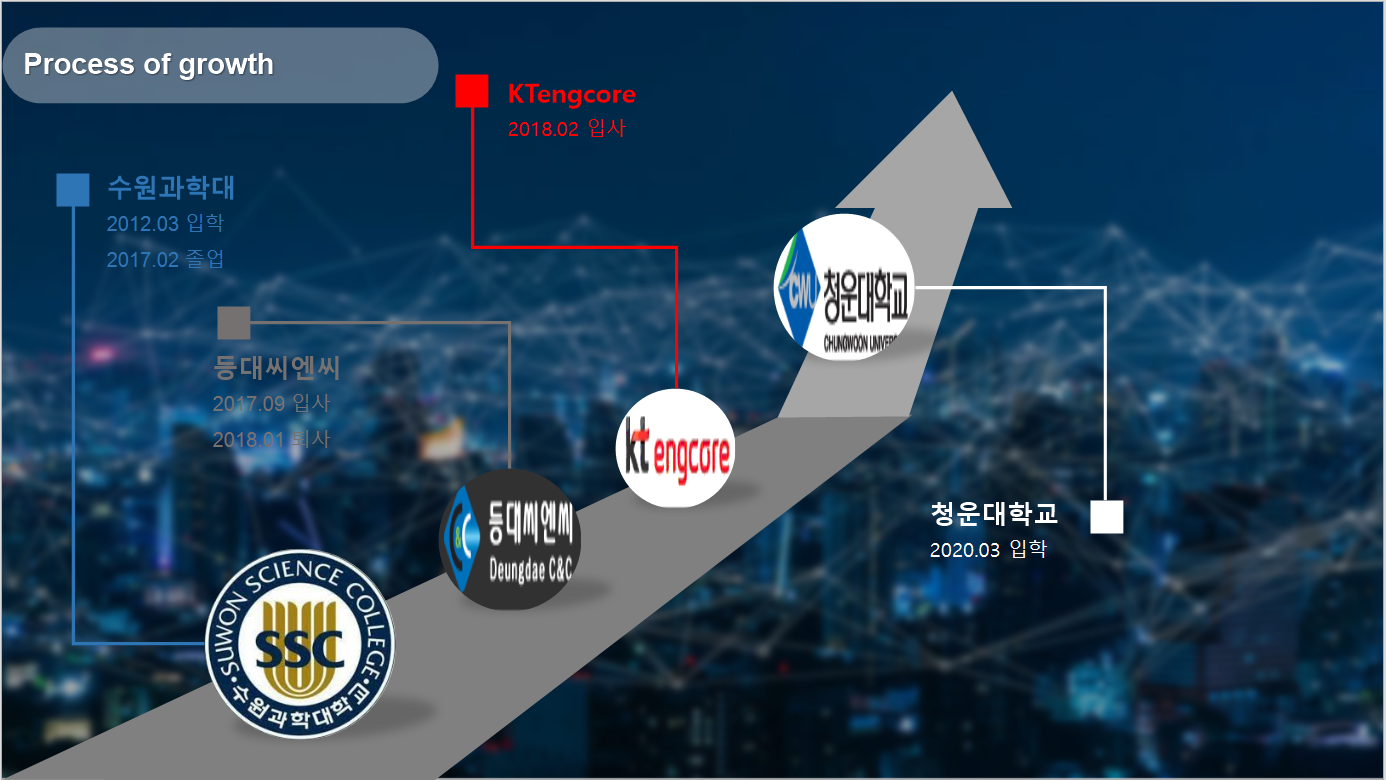 Process of growth
KTengcore
2018.02 입사
수원과학대
2012.03 입학
2017.02 졸업
등대씨엔씨
2017.09 입사
2018.01 퇴사
CWU 청운대학교
CHUNGWOON UNIVERS
kt engcore
C&C 등대씨엔씨
Deungdae C&C
청운대학교
2020.03 입학
SUWON SCIENCE COLLEGE
SSC
수원과학대학교